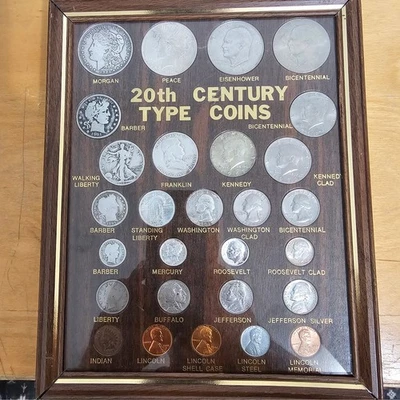 MORGAN PEACE EISENHOWER BICENTENNIAL
20th CENTURY
TYPE COINS
BARBER BICENTENNIAL
WALKING LIBERTY FRANKLIN KENNEDY KENNEDY CLAD
BARBER STANDING LIBERTY WASHINGTON WASHINGTON CLAD BICENTENNIAL
BARBER MERCURY ROOSEVELT ROOSEVELT CLAD
LIBERTY BUFFALO JEFFERSON JEFFERSON SILVER
INDIAN LINCOLN LINCOLN SHELL CASE LINCOLN STEEL LINCOLN MEMORIAL